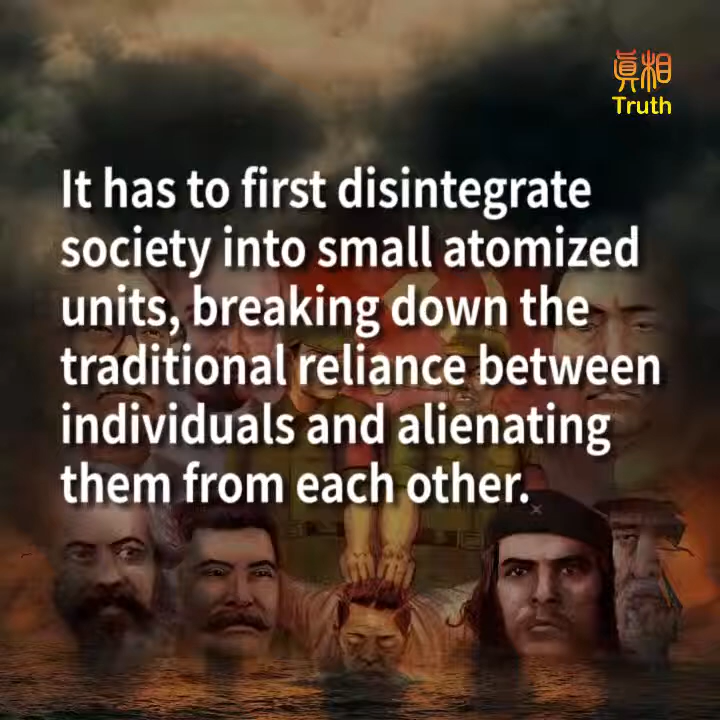 真相
Truth
It has to first disintegrate
society into small atomized
units, breaking down the
traditional reliance between
individuals and alienating
them from each other.